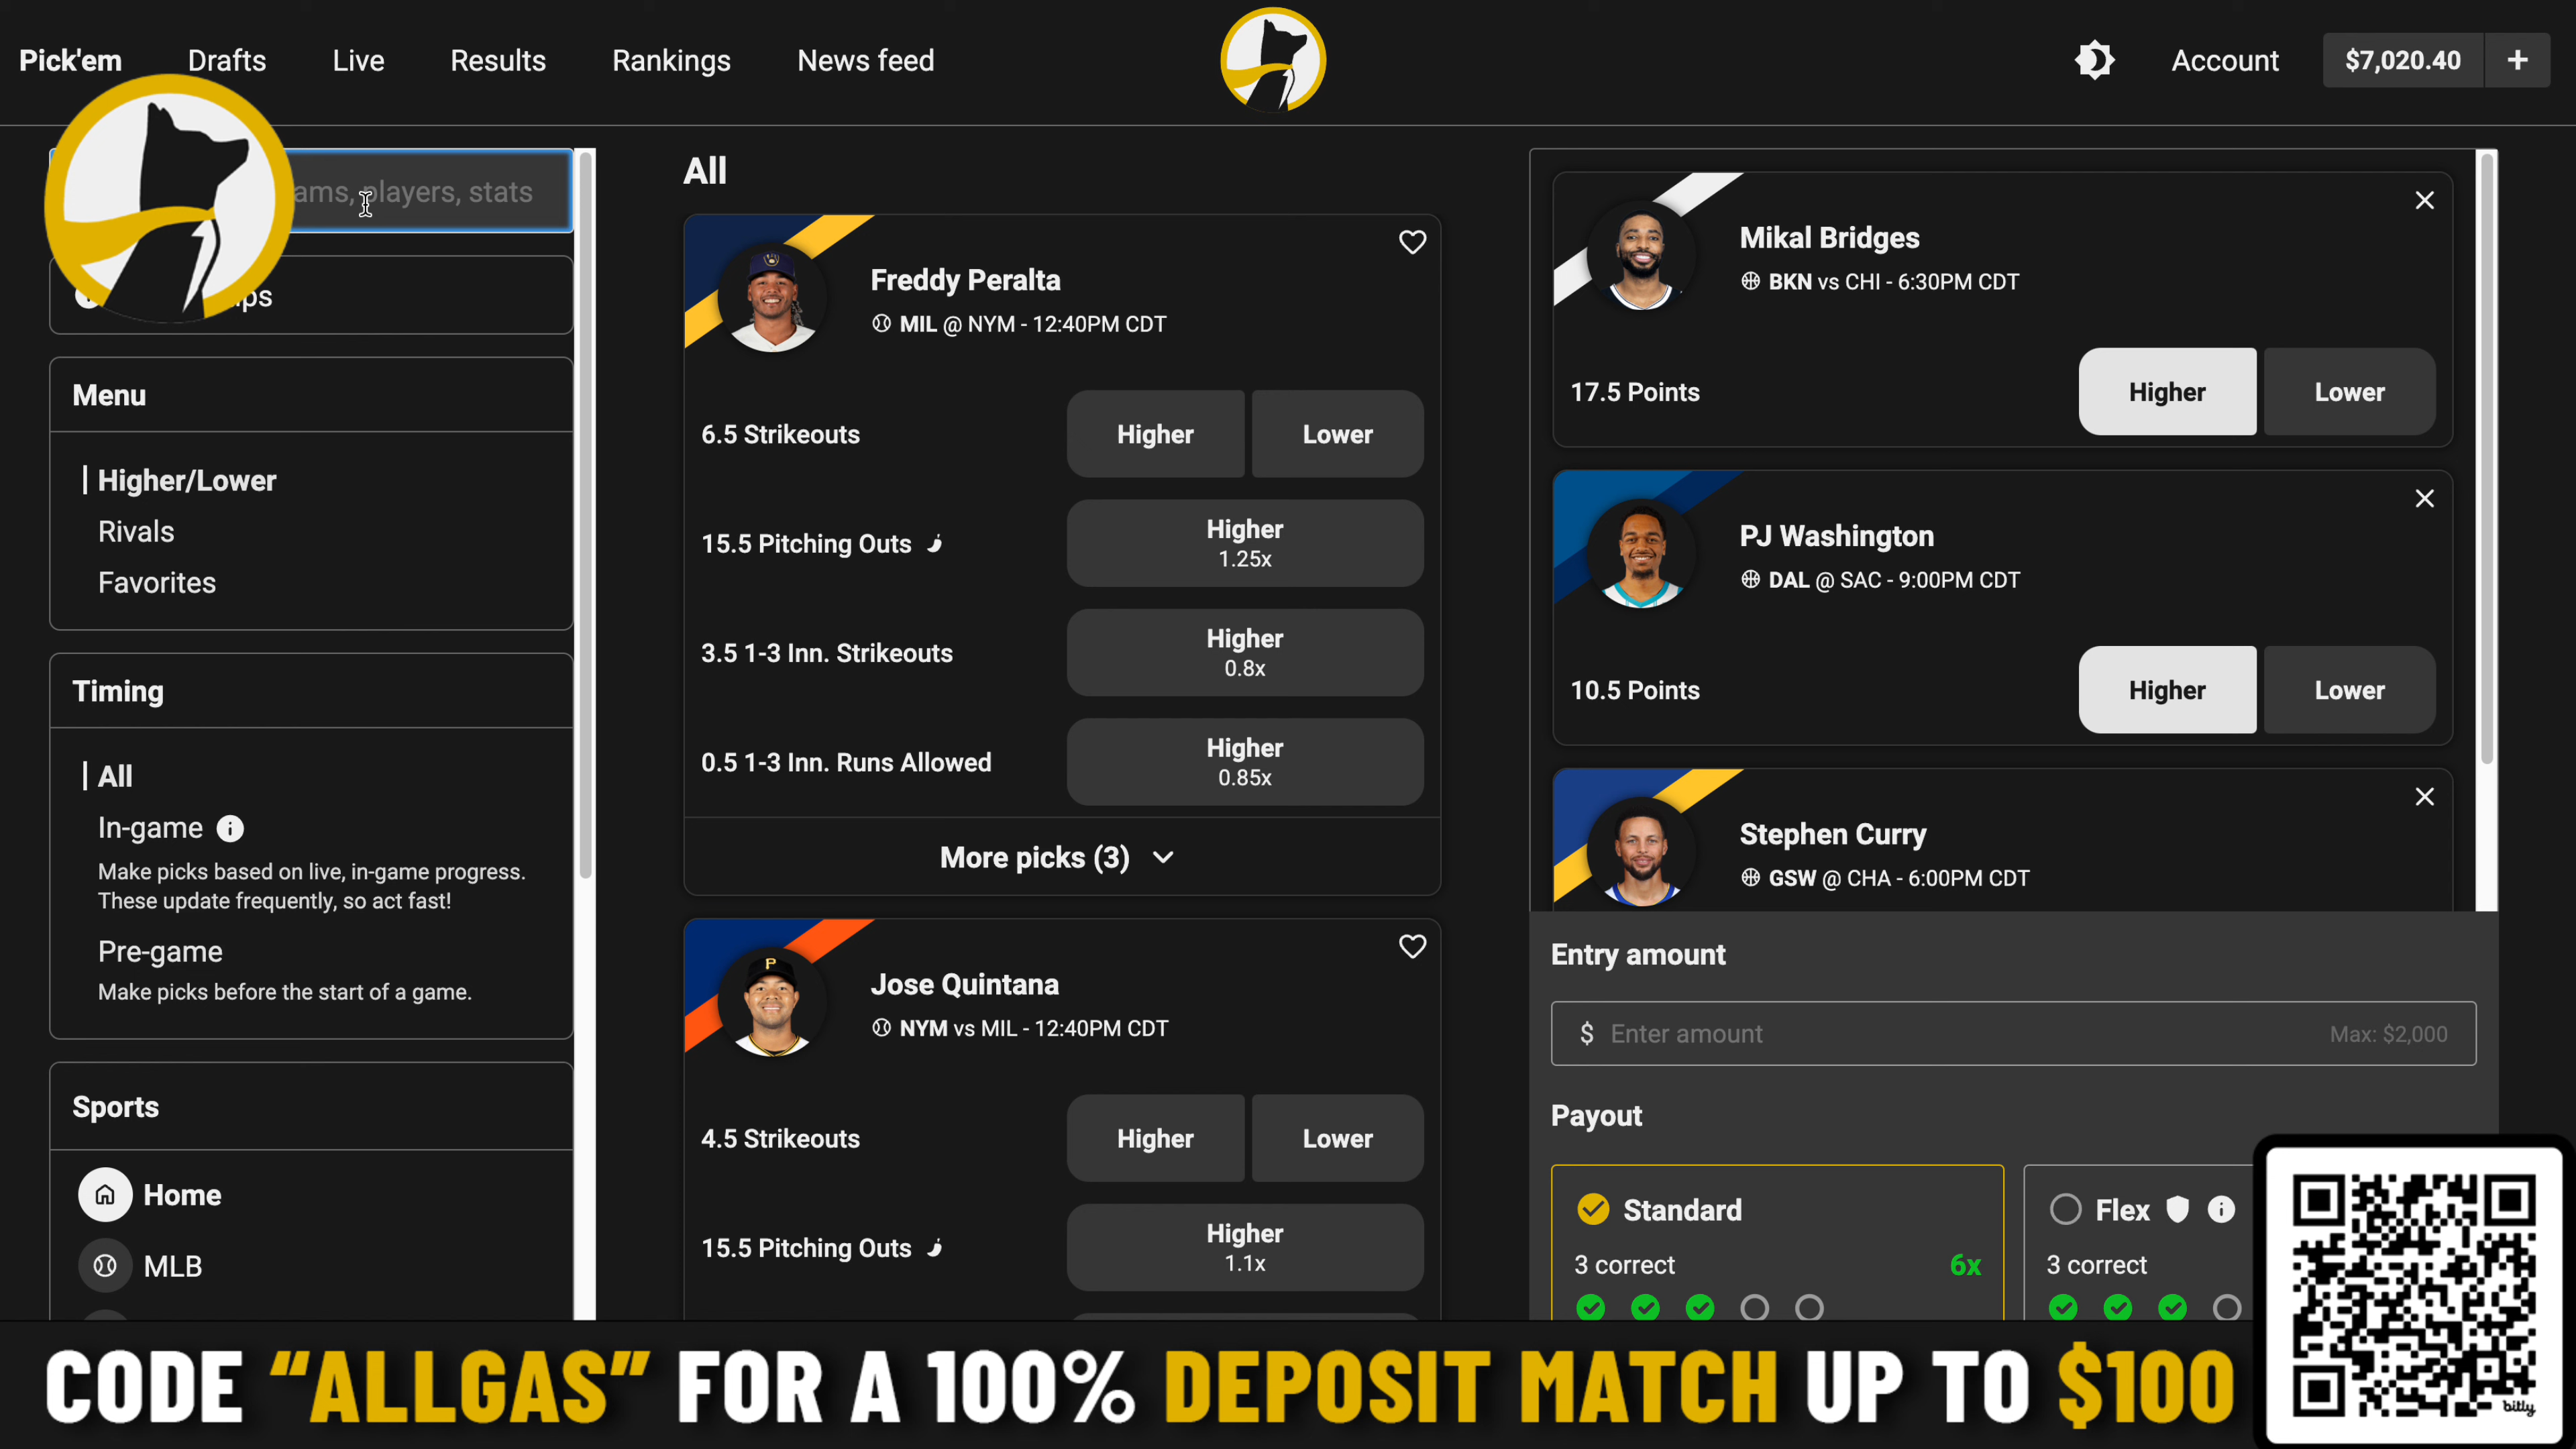 Pick'em
Drafts
Live
Results
Rankings
News feed
Account
$7,020.40
+
ams, players, stats
ps
Menu
Higher/Lower
Rivals
Favorites
Timing
All
In-game
Make picks based on live, in-game progress.
These update frequently, so act fast!
Pre-game
Make picks before the start of a game.
Sports
Home
MLB
All
Freddy Peralta
MIL @ NYM - 12:40PM CDT
6.5 Strikeouts
Higher
Lower
15.5 Pitching Outs
Higher
1.25x
3.5 1-3 Inn. Strikeouts
Higher
0.8x
0.5 1-3 Inn. Runs Allowed
Higher
0.85x
More picks (3)
Jose Quintana
NYM vs MIL - 12:40PM CDT
4.5 Strikeouts
Higher
Lower
15.5 Pitching Outs
Higher
1.1x
Mikal Bridges
BKN vs CHI - 6:30PM CDT
17.5 Points
Higher
Lower
PJ Washington
DAL @ SAC - 9:00PM CDT
10.5 Points
Higher
Lower
Stephen Curry
GSW @ CHA - 6:00PM CDT
Entry amount
$ Enter amount
Max: $2,000
Payout
Standard
3 correct
6x
Flex
3 correct
CODE “ALLGAS” FOR A 100% DEPOSIT MATCH UP TO $100
bitly